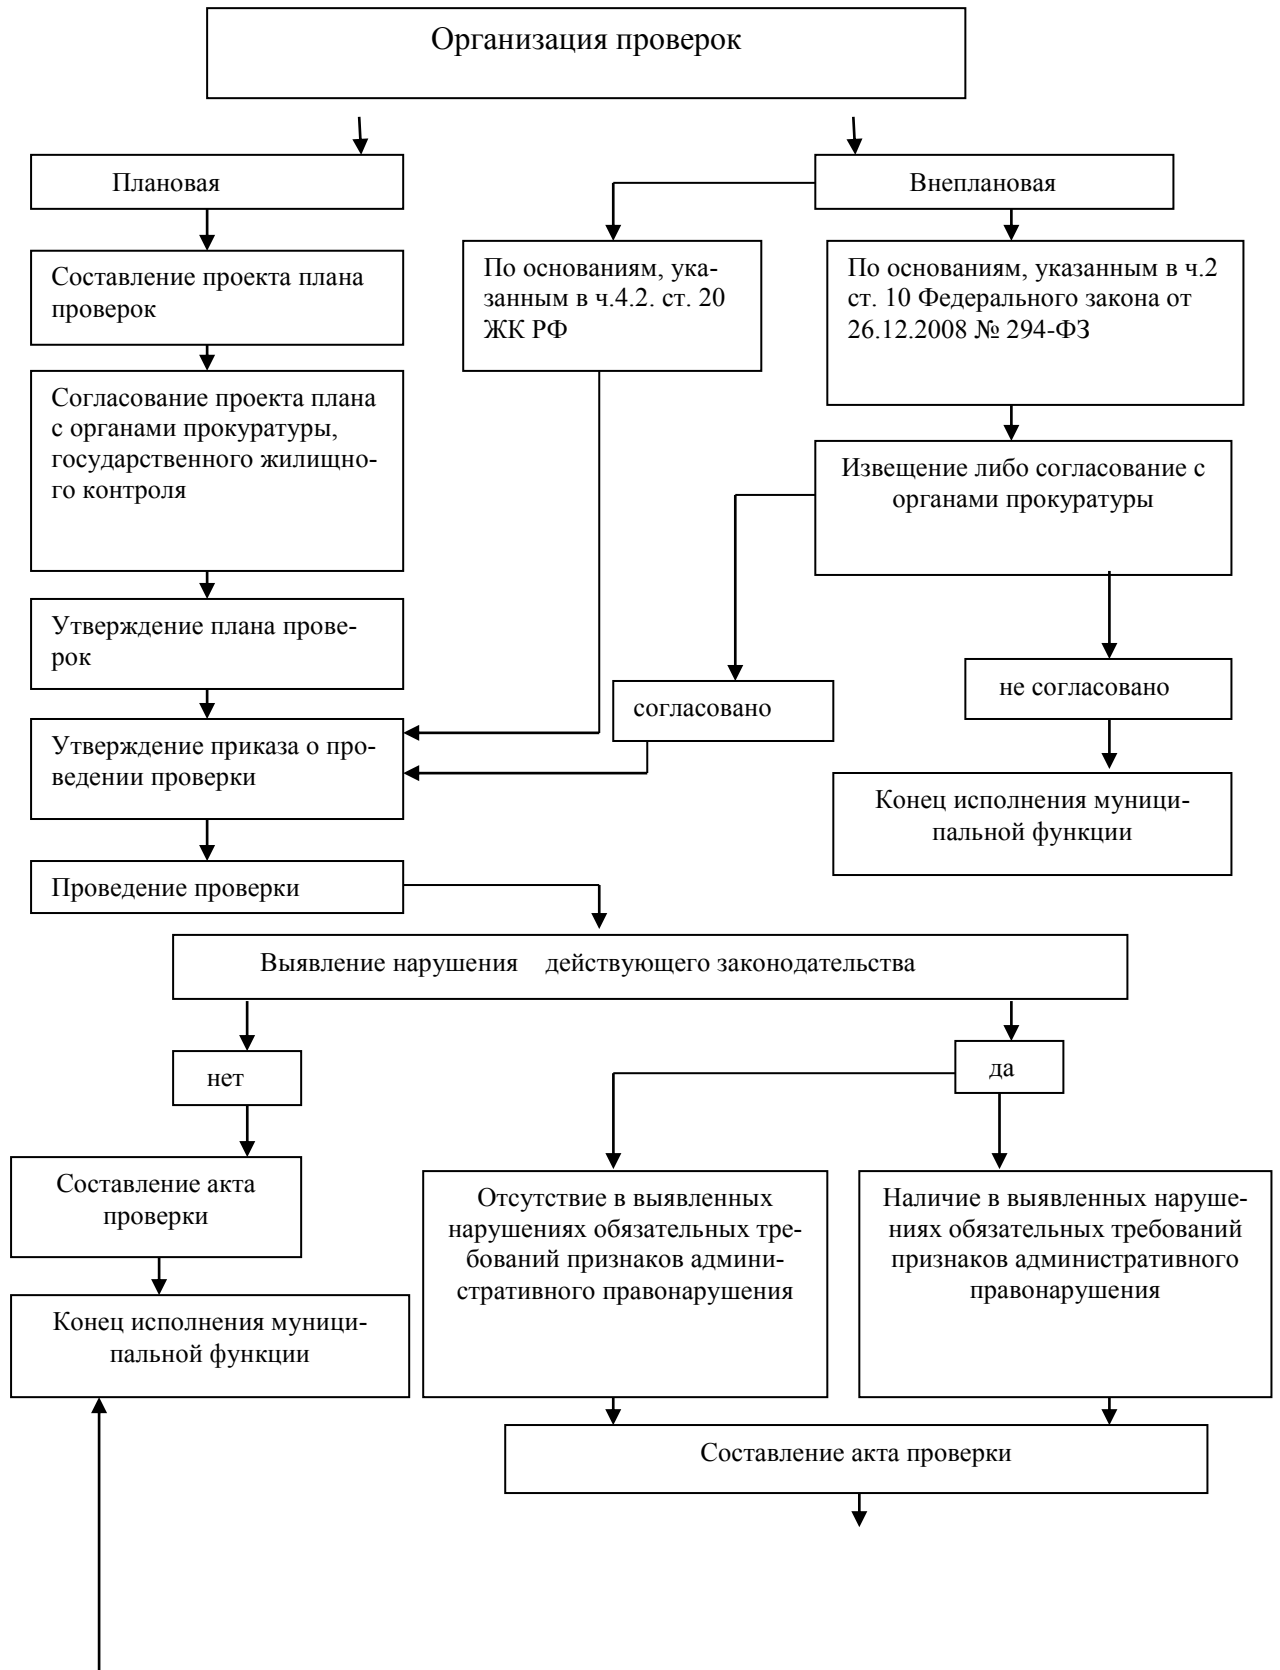 Организация проверок
Плановая
Внеплановая
Составление проекта плана
проверок
По основаниям, ука-
занным в ч.4.2. ст. 20
ЖК РФ
По основаниям, указанным в ч.2
ст. 10 Федерального закона от
26.12.2008 № 294-ФЗ
Согласование проекта плана
с органами прокуратуры,
государственного жилищно-
го контроля
Извещение либо согласование с
органами прокуратуры
Утверждение плана прове-
рок
согласовано
не согласовано
Утверждение приказа о про-
ведении проверки
Конец исполнения муници-
пальной функции
Проведение проверки
Выявление нарушения действующего законодательства
нет
да
Составление акта
проверки
Отсутствие в выявленных
нарушениях обязательных тре-
бований признаков админи-
стративного правонарушения
Наличие в выявленных наруше-
ниях обязательных требований
признаков административного
правонарушения
Конец исполнения муници-
пальной функции
Составление акта проверки